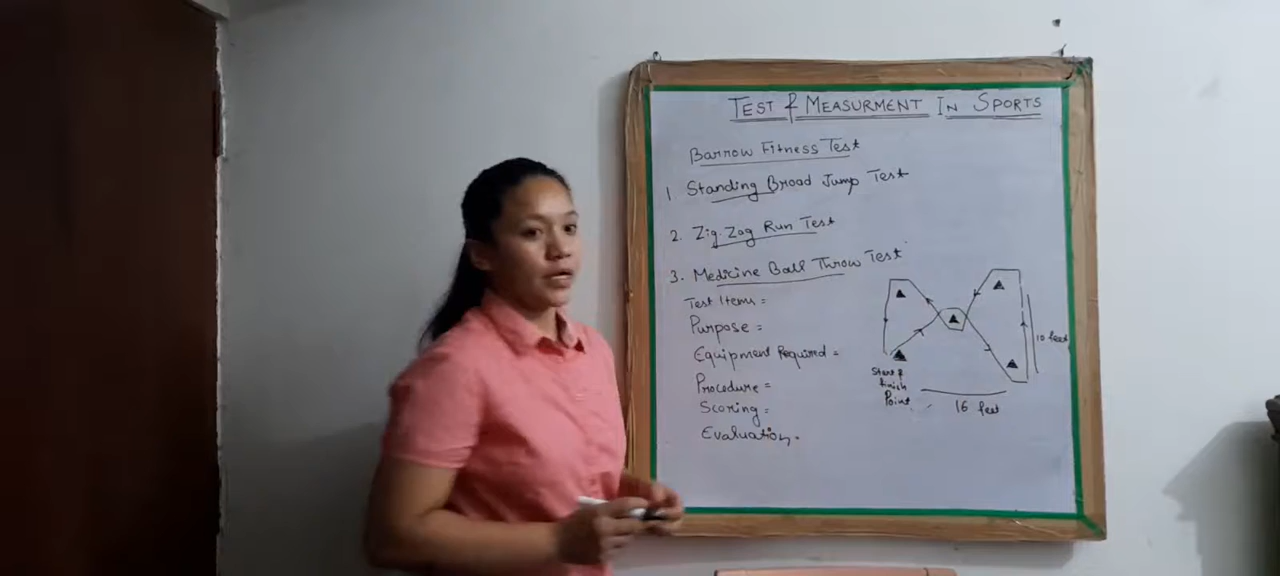 TEST & MEASURMENT IN SPORTS
Barrow Fitness Test
1 Standing Broad Jump Test
2. Zig-Zag Run Test
3. Medicine Ball Throw Test
Test Items =
Purpose =
Equipment Required =
Procedure =
Scoring =
Evaluation =
10 feet
Start &
finish
Point
16 feet